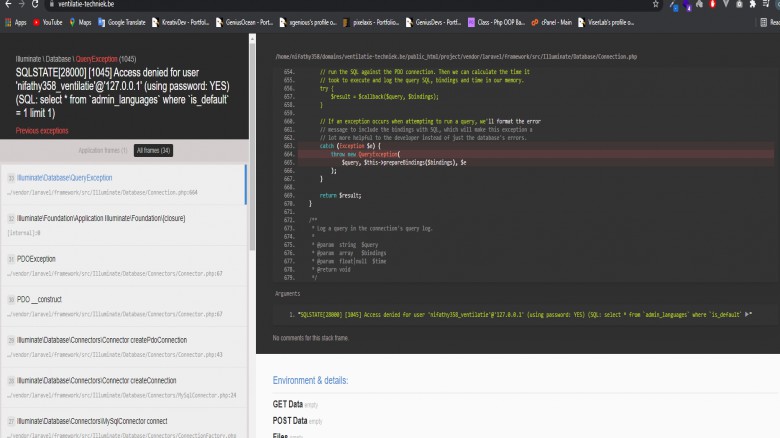 ventilatie-techniek.be
Apps YouTube Maps Google Translate KreativDev - Portfol... GeniusOcean - Port... xgenious's profile o... pixelaxis - Portfolio... GeniusDevs - Portf... Class - Php OOP Ba... cPanel - Main ViserLab's profile o...
Illuminate \ Database \ QueryException (1045)
SQLSTATE[28000] [1045] Access denied for user
'nifathy358_ventilatie'@'127.0.0.1' (using password: YES)
(SQL: select * from `admin_languages` where `is_default`
= 1 limit 1)
Previous exceptions
Application frames (1) All frames (34)
33 Illuminate\Database\QueryException
…/vendor/laravel/framework/src/Illuminate/Database/Connection.php:664
32 Illuminate\Foundation\Application Illuminate\Foundation\{closure}
[internal]:0
31 PDOException
…/vendor/laravel/framework/src/Illuminate/Database/Connectors/Connector.php:67
30 PDO __construct
…/vendor/laravel/framework/src/Illuminate/Database/Connectors/Connector.php:67
29 Illuminate\Database\Connectors\Connector createPdoConnection
…/vendor/laravel/framework/src/Illuminate/Database/Connectors/Connector.php:43
28 Illuminate\Database\Connectors\Connector createConnection
…/vendor/laravel/framework/src/Illuminate/Database/Connectors/MySqlConnector.php:24
27 Illuminate\Database\Connectors\MySqlConnector connect
…/vendor/laravel/framework/src/Illuminate/Database/Connectors/ConnectionFactory.php
/home/nifathy358/domains/ventilatie-techniek.be/public_html/project/vendor/laravel/framework/src/Illuminate/Database/Connection.php
654. // run the SQL against the PDO connection. Then we can calculate the time it
655. // took to execute and log the query SQL, bindings and time in our memory.
656. try {
657. $result = $callback($query, $bindings);
658. }
659.
660. // If an exception occurs when attempting to run a query, we'll format the error
661. // message to include the bindings with SQL, which will make this exception a
662. // lot more helpful to the developer instead of just the database's errors.
663. catch (Exception $e) {
664. throw new QueryException(
665. $query, $this->prepareBindings($bindings), $e
666. );
667. }
668.
669. return $result;
670. }
671.
672. /**
673. * Log a query in the connection's query log.
674. *
675. * @param string $query
676. * @param array $bindings
677. * @param float|null $time
678. * @return void
679. */
Arguments
1. "SQLSTATE[28000] [1045] Access denied for user 'nifathy358_ventilatie'@'127.0.0.1' (using password: YES) (SQL: select * from `admin_languages` where `is_default`
No comments for this stack frame.
Environment & details:
GET Data empty
POST Data empty
Files empty